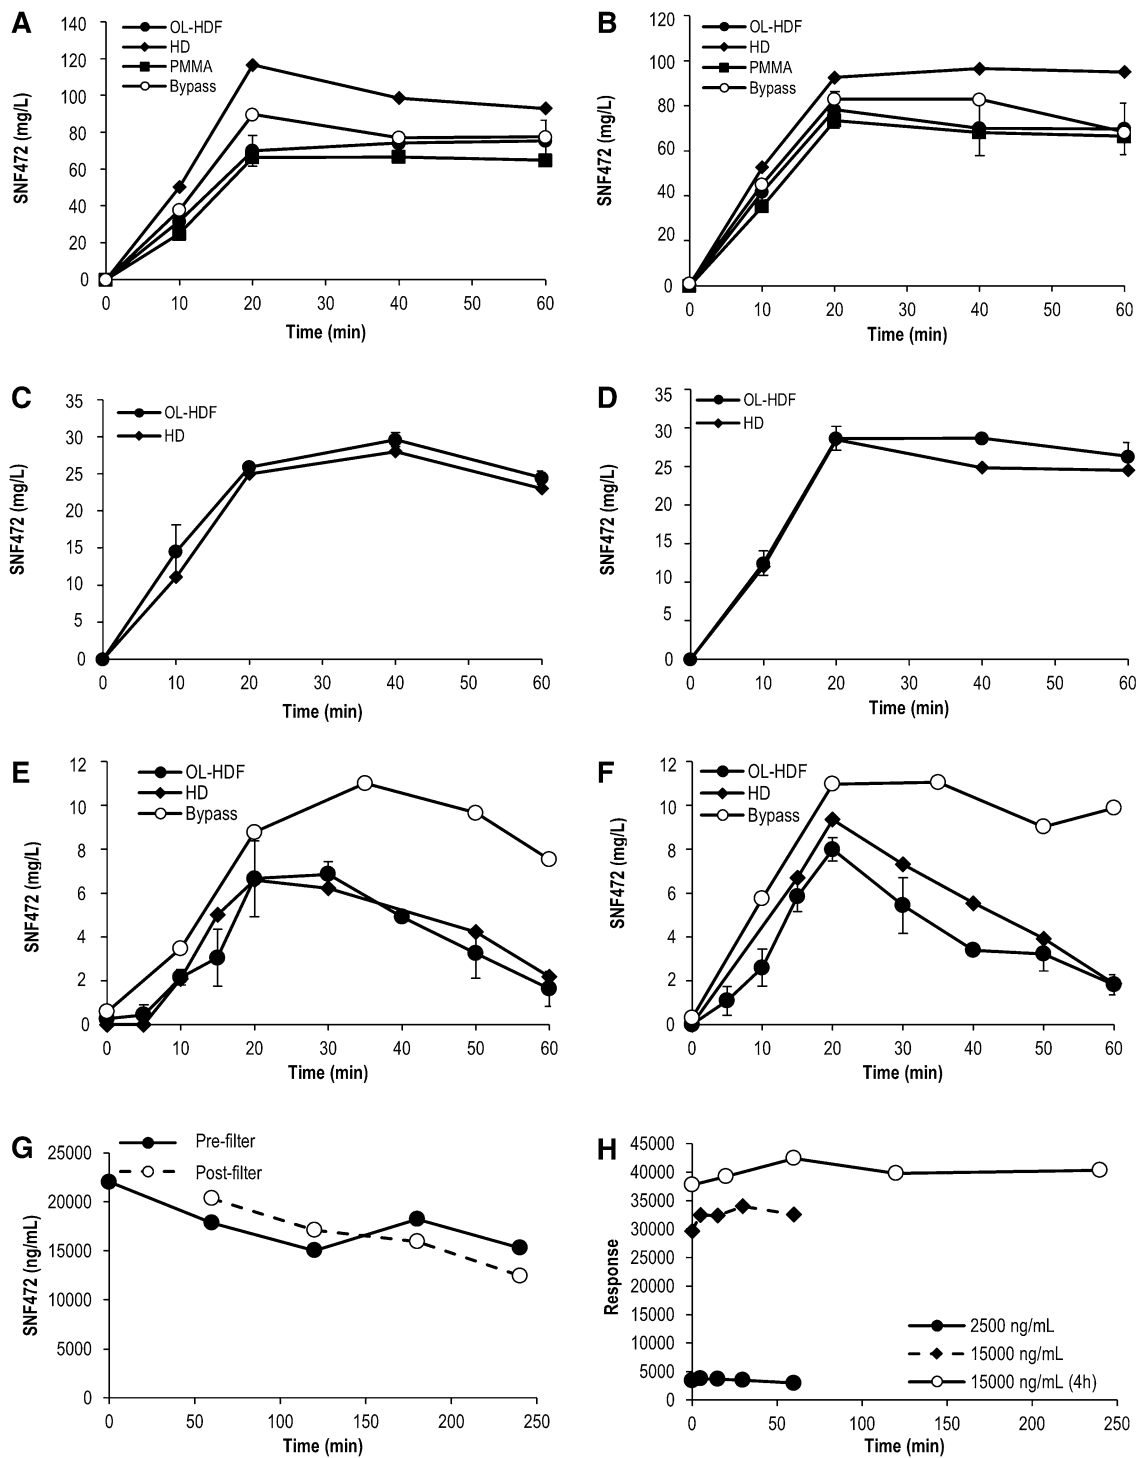 A
SNF472 (mg/L)
140
120
100
80
60
40
20
0
OL-HDF
HD
PMMA
Bypass
0 10 20 30 40 50 60
Time (min)
B
SNF472 (mg/L)
120
100
80
60
40
20
0
OL-HDF
HD
PMMA
Bypass
0 10 20 30 40 50 60
Time (min)
C
SNF472 (mg/L)
35
30
25
20
15
10
5
0
OL-HDF
HD
0 10 20 30 40 50 60
Time (min)
D
SNF472 (mg/L)
35
30
25
20
15
10
5
0
OL-HDF
HD
0 10 20 30 40 50 60
Time (min)
E
SNF472 (mg/L)
12
10
8
6
4
2
0
OL-HDF
HD
Bypass
0 10 20 30 40 50 60
Time (min)
F
SNF472 (mg/L)
12
10
8
6
4
2
0
OL-HDF
HD
Bypass
0 10 20 30 40 50 60
Time (min)
G
SNF472 (ng/mL)
25000
20000
15000
10000
5000
0
Pre-filter
Post-filter
0 50 100 150 200 250
Time (min)
H
Response
45000
40000
35000
30000
25000
20000
15000
10000
5000
0
2500 ng/mL
15000 ng/mL
15000 ng/mL (4h)
0 50 100 150 200 250
Time (min)